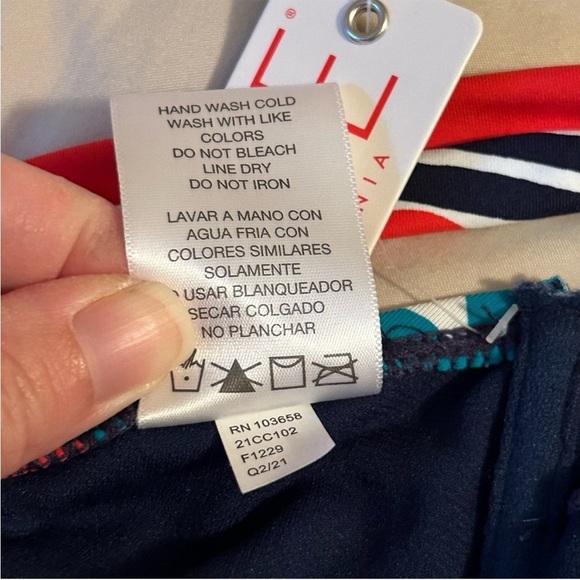 HAND WASH COLD
WASH WITH LIKE
COLORS
DO NOT BLEACH
LINE DRY
DO NOT IRON
LAVAR A MANO CON
AGUA FRIA CON
COLORES SIMILARES
SOLAMENTE
USAR BLANQUEADOR
SECAR COLGADO
NO PLANCHAR
RN 103658
21CC102
F1229
Q2/21